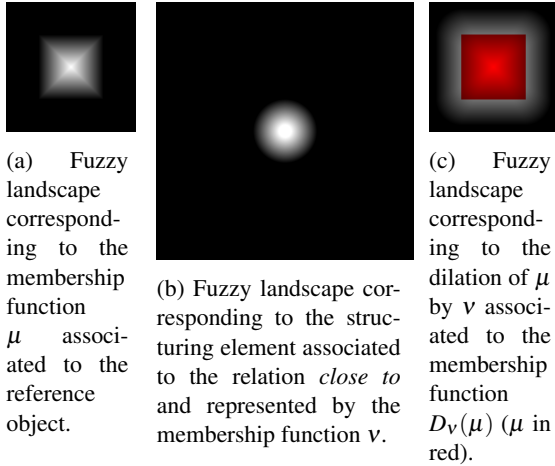 (a) Fuzzy
landscape
correspond-
ing to the
membership
function
μ associ-
ated to the
reference
object.
(b) Fuzzy landscape cor-
responding to the struc-
turing element associated
to the relation close to
and represented by the
membership function ν.
(c) Fuzzy
landscape
correspond-
ing to the
dilation of μ
by ν associ-
ated to the
membership
function
Dν(μ) (μ in
red).